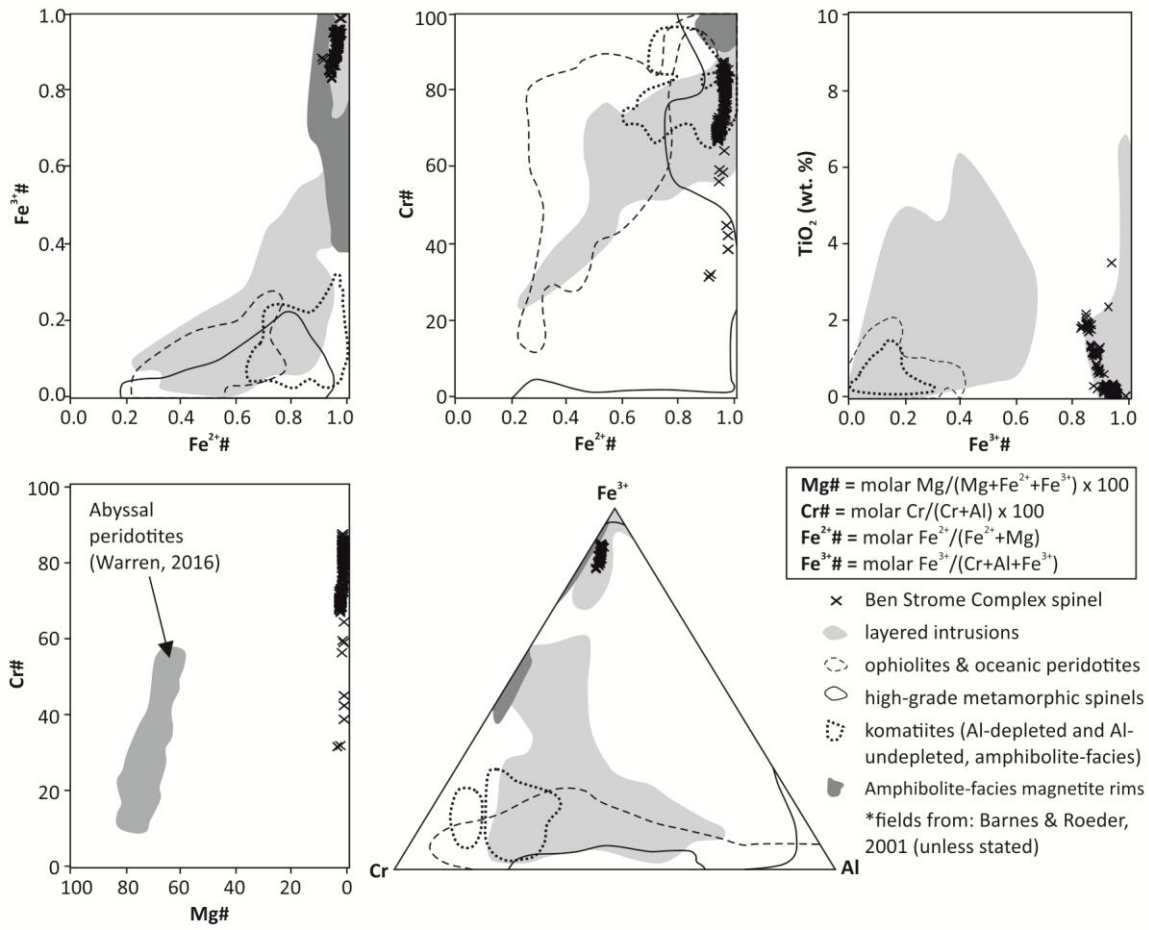 1.0
0.8
0.6
0.4
0.2
0.0
Fe³⁺#
0.0 0.2 0.4 0.6 0.8 1.0
Fe²⁺#
100
80
60
40
20
0
Cr#
0.0 0.2 0.4 0.6 0.8 1.0
Fe²⁺#
10
8
6
4
2
0
TiO₂ (wt. %)
0.0 0.2 0.4 0.6 0.8 1.0
Fe³⁺#
100
80
60
40
20
0
Cr#
Abyssal
peridotites
(Warren, 2016)
100 80 60 40 20 0
Mg#
Fe³⁺
Cr
Al
Mg# = molar Mg/(Mg+Fe²⁺+Fe³⁺) x 100
Cr# = molar Cr/(Cr+Al) x 100
Fe²⁺# = molar Fe²⁺/(Fe²⁺+Mg)
Fe³⁺# = molar Fe³⁺/(Cr+Al+Fe³⁺)
Ben Strome Complex spinel
layered intrusions
ophiolites & oceanic peridotites
high-grade metamorphic spinels
komatiites (Al-depleted and Al-
undepleted, amphibolite-facies)
Amphibolite-facies magnetite rims
*fields from: Barnes & Roeder,
2001 (unless stated)